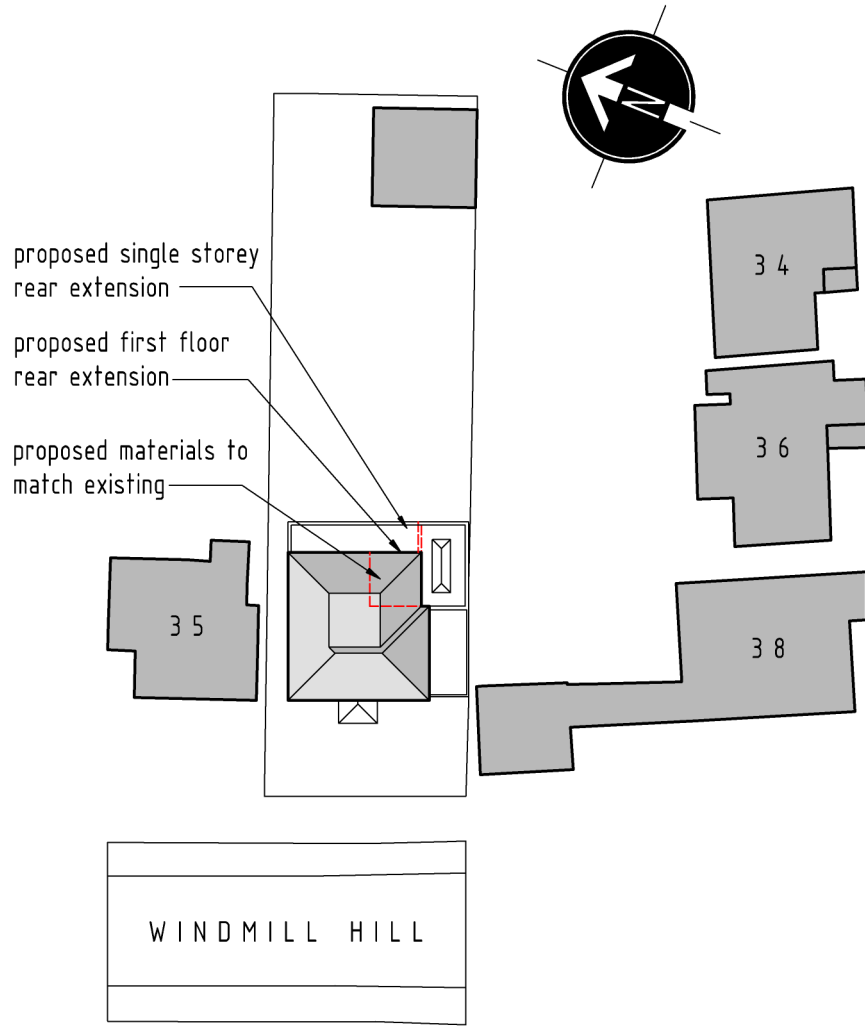 N
34
proposed single storey
rear extension
proposed first floor
rear extension
36
proposed materials to
match existing
35
38
WINDMILL HILL